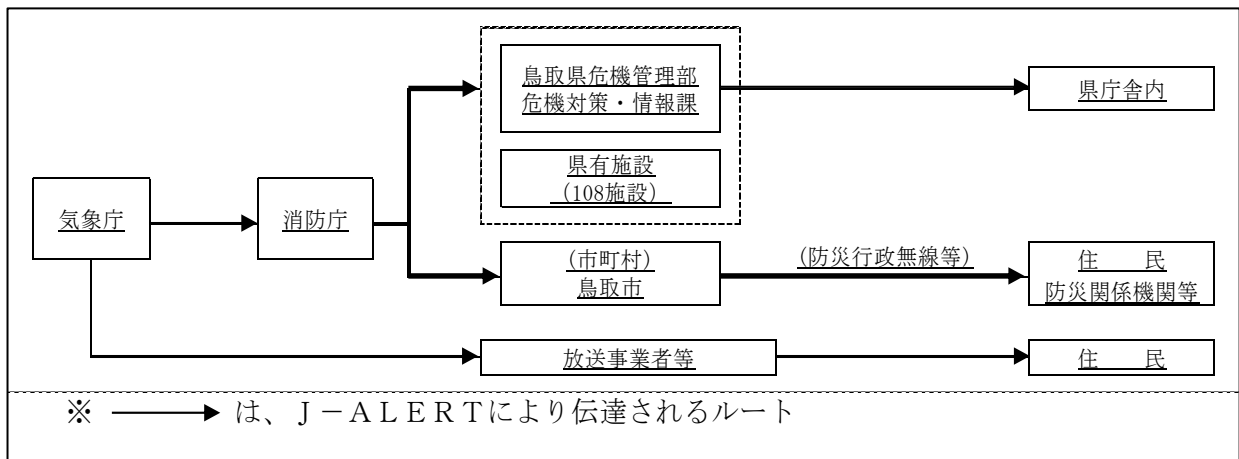 鳥取県危機管理部
危機対策・情報課
県庁舎内
県有施設
(108施設)
気象庁
消防庁
(市町村)
鳥取市
(防災行政無線等)
住　　民
防災関係機関等
放送事業者等
住　　民
※ は、J－ALERTにより伝達されるルート